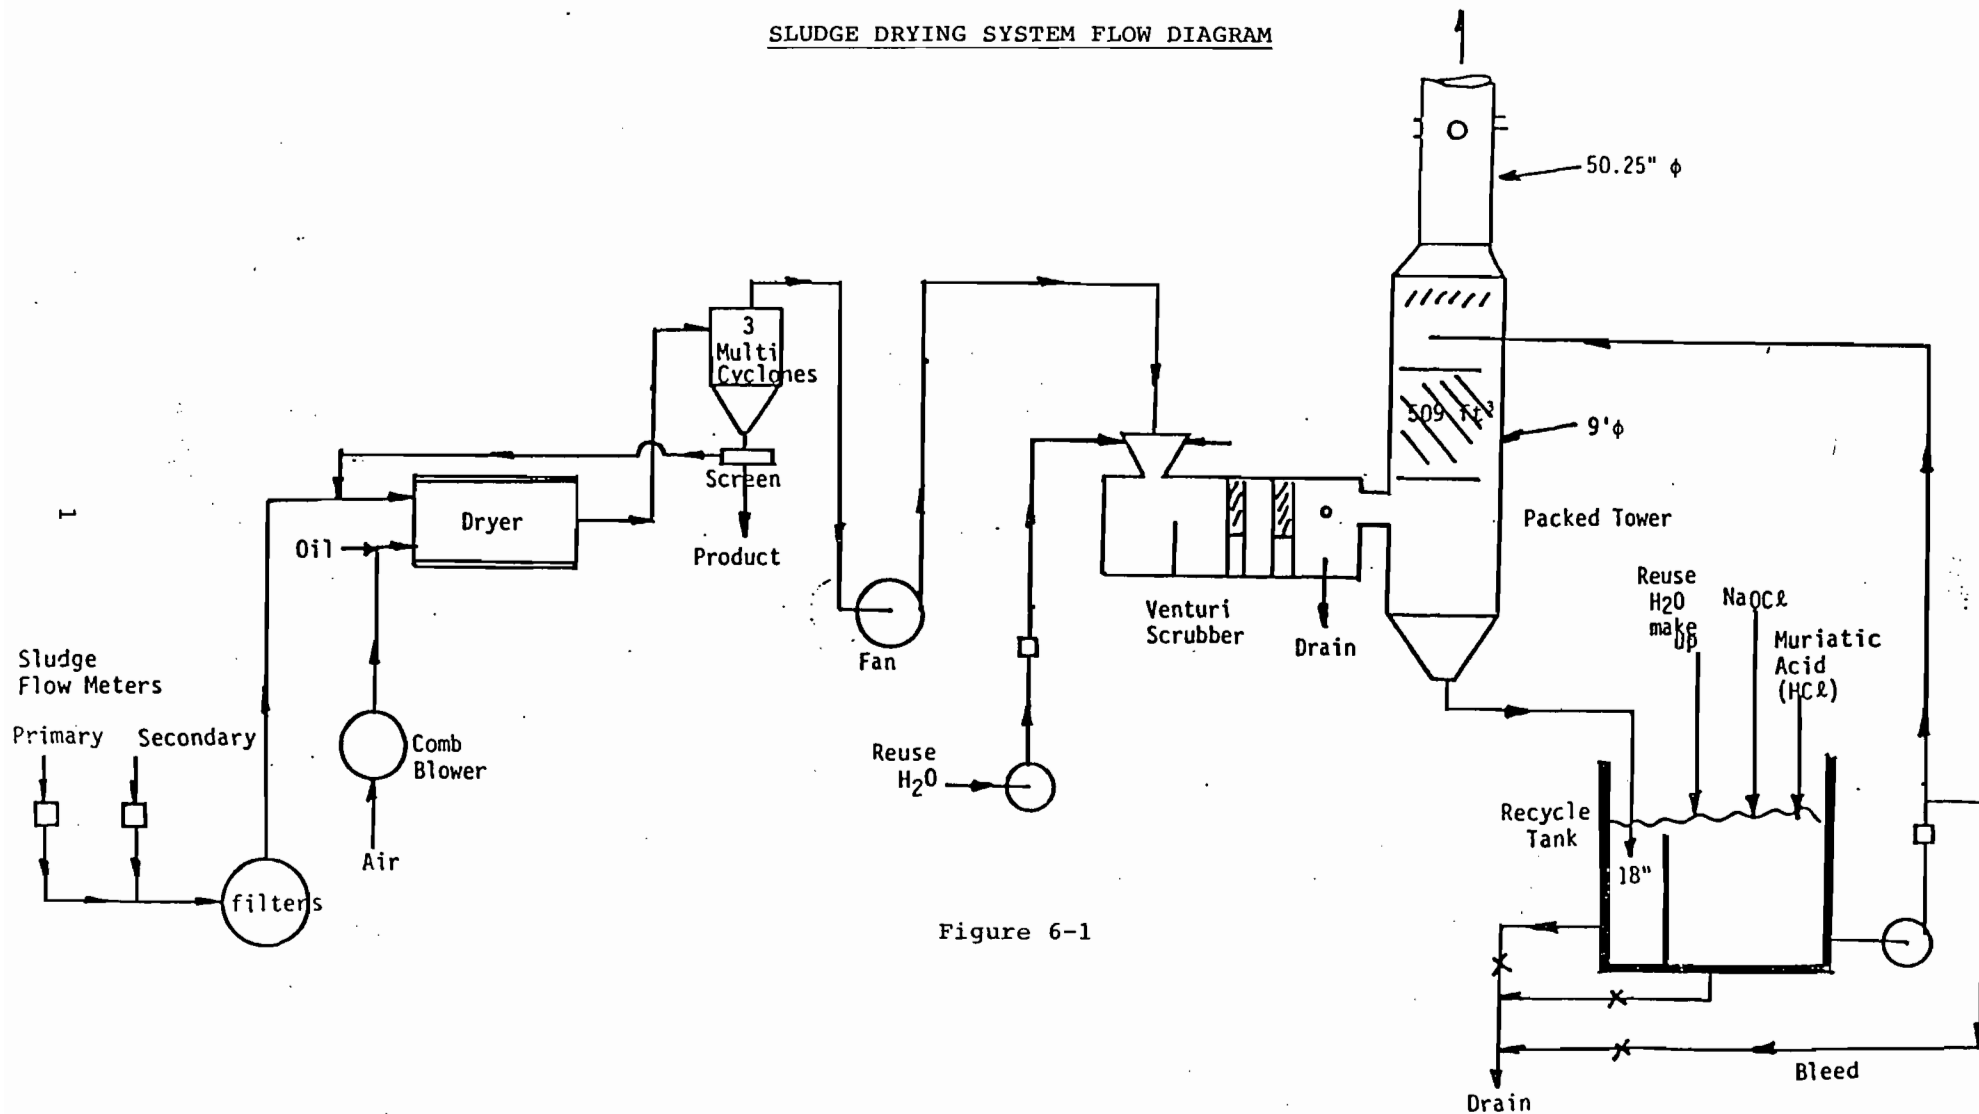 SLUDGE DRYING SYSTEM FLOW DIAGRAM
50.25" ϕ
3
Multi
Cyclones
509 ft³
9'ϕ
Screen
Dryer
Oil
Product
Packed Tower
1
Venturi
Scrubber
Drain
Fan
Reuse
H₂O
make
up
NaOCℓ
Muriatic
Acid
(HCℓ)
Sludge
Flow Meters
Primary
Secondary
Comb
Blower
Reuse
H₂O
Air
Recycle
Tank
18"
filters
Figure 6-1
Bleed
Drain